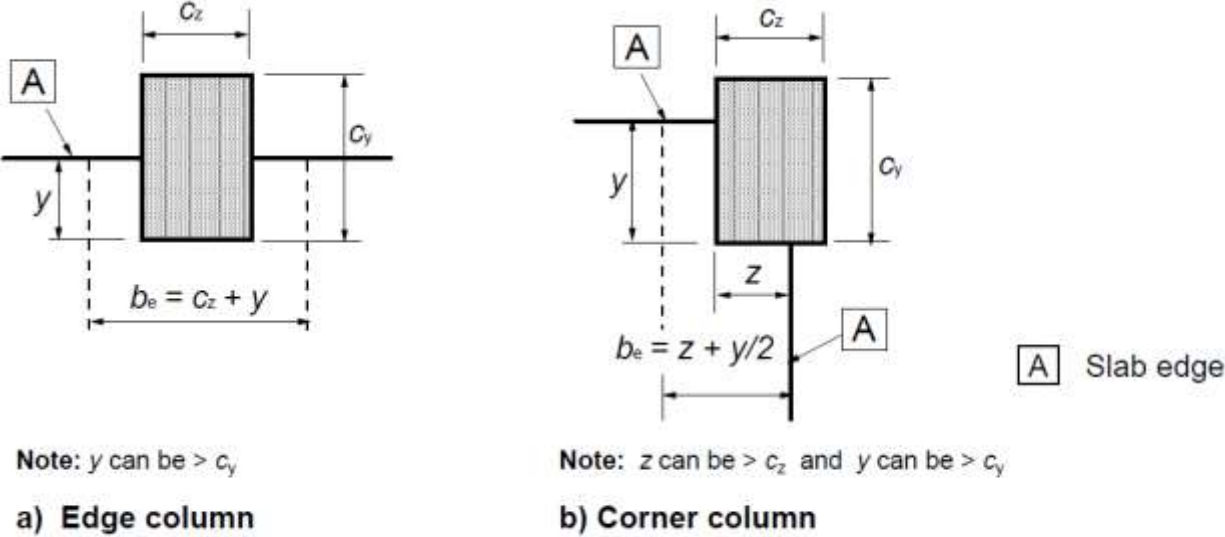 c_z
A
c_y
y
b_e = c_z + y
Note: y can be > c_y
a) Edge column
c_z
A
c_y
y
z
b_e = z + y/2
A
Note: z can be > c_z and y can be > c_y
b) Corner column
A Slab edge